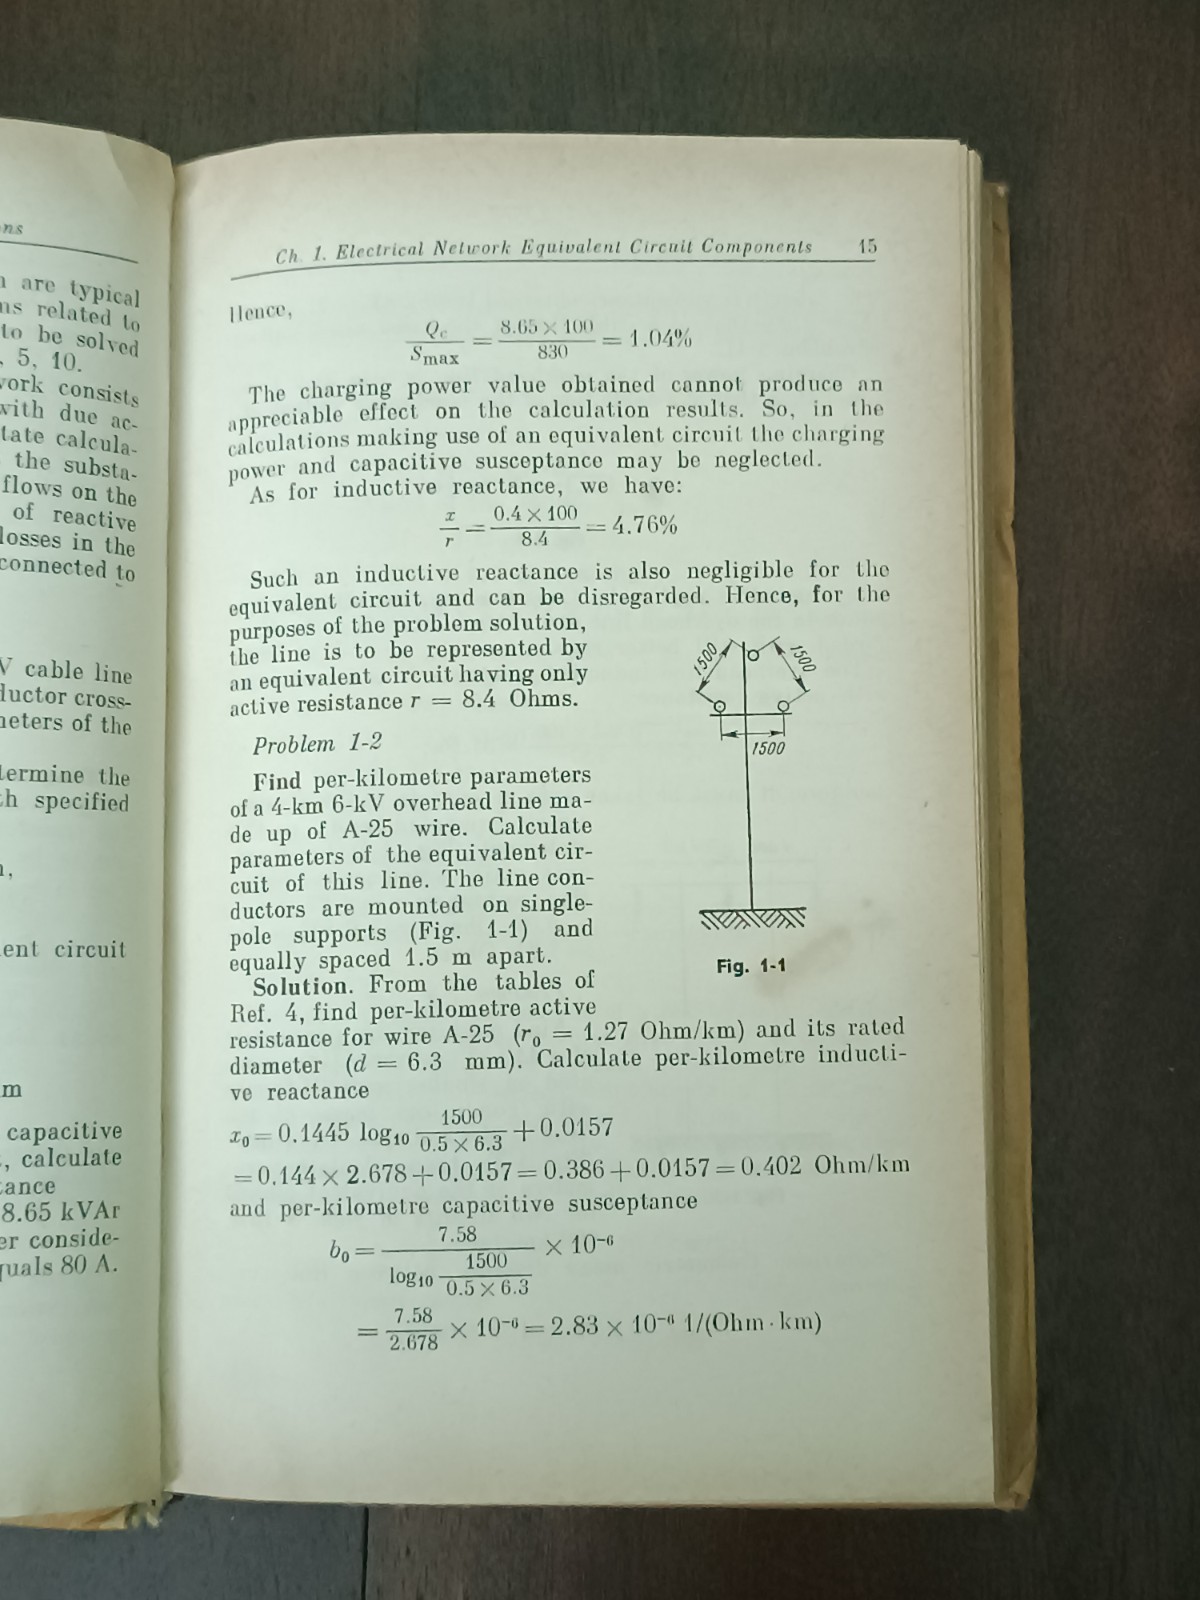 ns
are typical
ns related to
to be solved
, 5, 10.
work consists
with due ac-
tate calcula-
the substa-
flows on the
of reactive
losses in the
connected to
V cable line
ductor cross-
meters of the
termine the
th specified
ent circuit
m
capacitive
, calculate
tance
8.65 kVAr
er conside-
quals 80 A.
Ch. 1. Electrical Network Equivalent Circuit Components 15
Hence,
Qc / Smax = 8.65 × 100 / 830 = 1.04%
The charging power value obtained cannot produce an
appreciable effect on the calculation results. So, in the
calculations making use of an equivalent circuit the charging
power and capacitive susceptance may be neglected.
As for inductive reactance, we have:
x / r = 0.4 × 100 / 8.4 = 4.76%
Such an inductive reactance is also negligible for the
equivalent circuit and can be disregarded. Hence, for the
purposes of the problem solution,
the line is to be represented by
an equivalent circuit having only
active resistance r = 8.4 Ohms.
Problem 1-2
Find per-kilometre parameters
of a 4-km 6-kV overhead line ma-
de up of A-25 wire. Calculate
parameters of the equivalent cir-
cuit of this line. The line con-
ductors are mounted on single-
pole supports (Fig. 1-1) and
equally spaced 1.5 m apart.
Solution. From the tables of
Ref. 4, find per-kilometre active
1500
1500
1500
Fig. 1-1
resistance for wire A-25 (r₀ = 1.27 Ohm/km) and its rated
diameter (d = 6.3 mm). Calculate per-kilometre inducti-
ve reactance
x₀ = 0.1445 log₁₀ 1500 / 0.5 × 6.3 + 0.0157
= 0.144 × 2.678 + 0.0157 = 0.386 + 0.0157 = 0.402 Ohm/km
and per-kilometre capacitive susceptance
b₀ = 7.58 / log₁₀ 1500 / 0.5 × 6.3 × 10⁻⁶
= 7.58 / 2.678 × 10⁻⁶ = 2.83 × 10⁻⁶ 1/(Ohm · km)